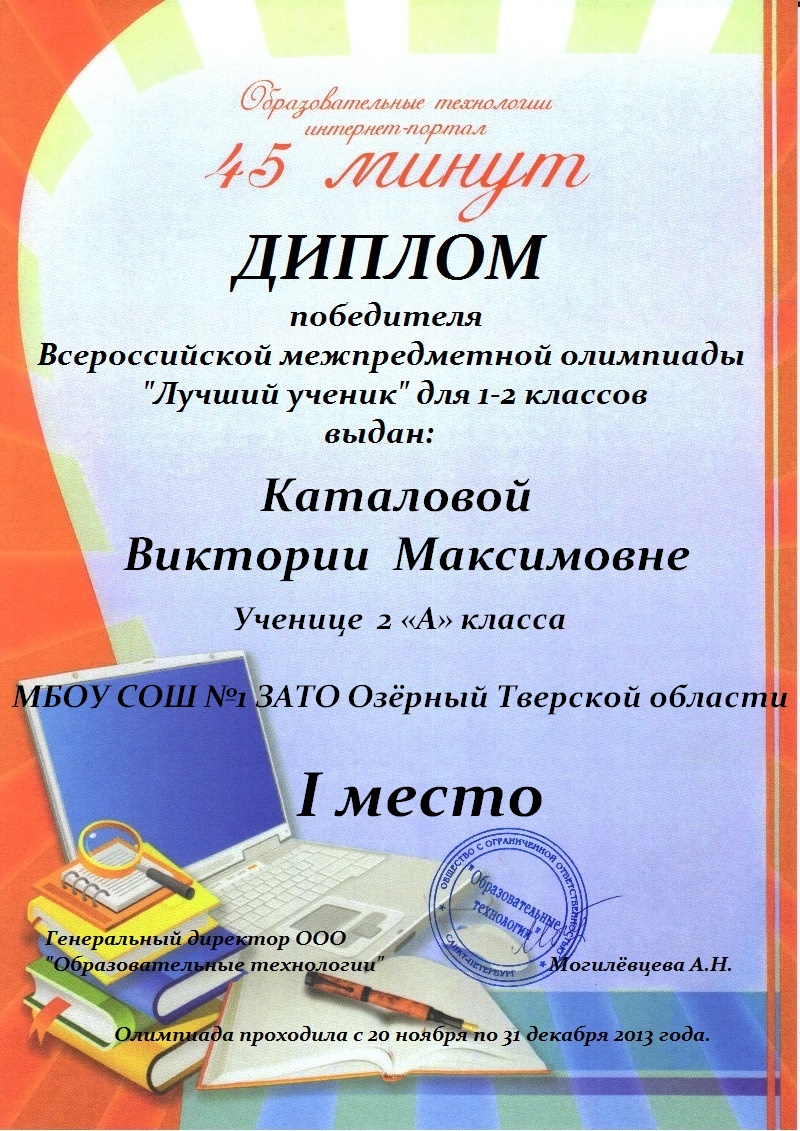 Образовательные технологии
интернет-портал
45 минут
ДИПЛОМ
победителя
Всероссийской межпредметной олимпиады
"Лучший ученик" для 1-2 классов
выдан:
Каталовой
Виктории Максимовне
Ученице 2 «А» класса
МБОУ СОШ №1 ЗАТО Озёрный Тверской области
I место
ОБЩЕСТВО С ОГРАНИЧЕННОЙ ОТВЕТСТВЕННОСТЬЮ
"Образовательные
технологии"
САНКТ-ПЕТЕРБУРГ
Генеральный директор ООО
"Образовательные технологии"
Могилёвцева А.Н.
Олимпиада проходила с 20 ноября по 31 декабря 2013 года.